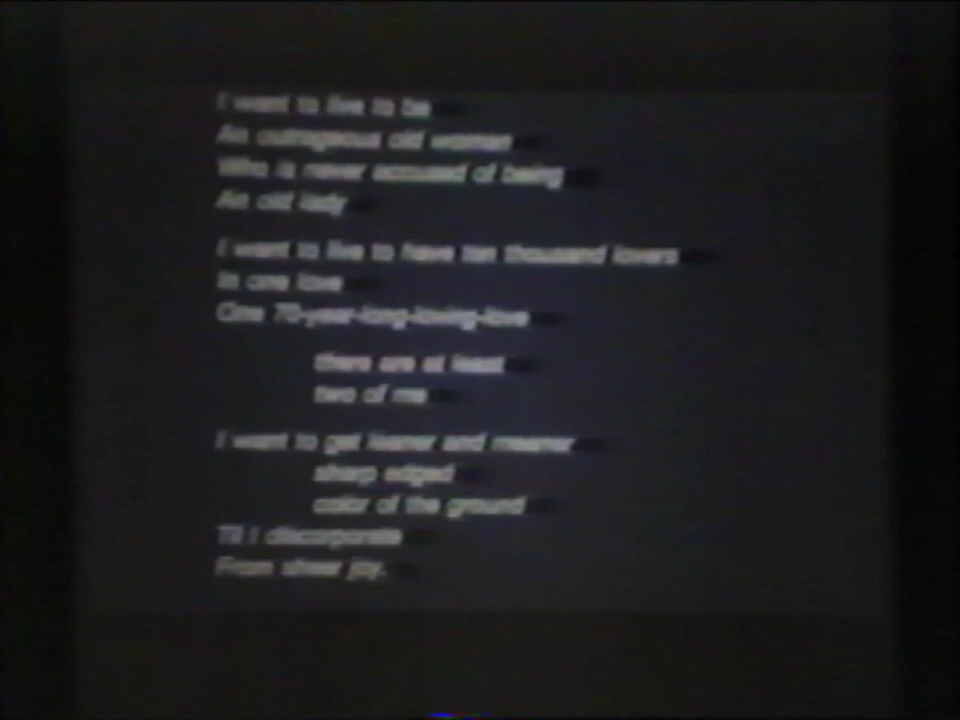 I want to live to be
An outrageous old woman
Who is never accused of being
An old lady
I want to live to have ten thousand lovers
In one love
One 70-year-long-loving-love
there are at least
two of me
I want to get leaner and meaner
sharp edged
color of the ground
Til I discorporate
From sheer joy.